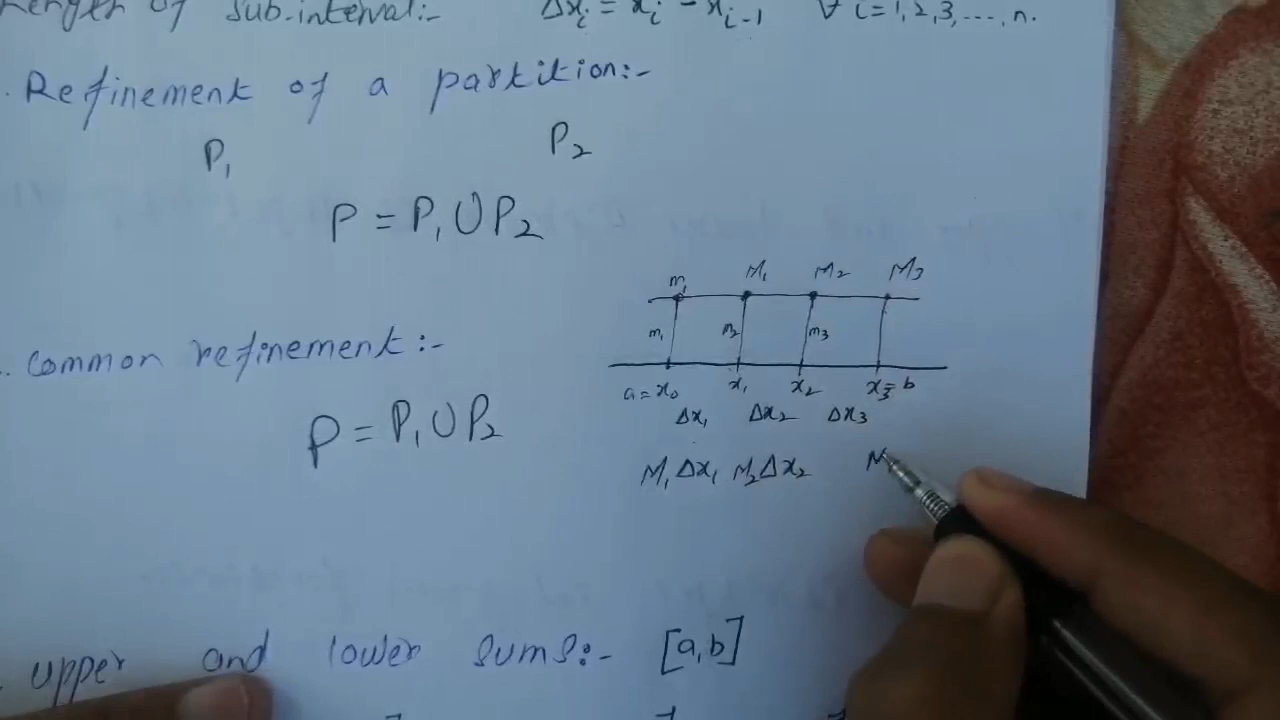 Length of sub-interval:- Δxᵢ = xᵢ - xᵢ₋₁ ∀ i=1,2,3,----,n.
. Refinement of a partition:-
P₁ P₂
P = P₁ ∪ P₂
m₁ M₁ M₂ M₃
m₁ m₂ m₃
. Common refinement:-
a = x₀ x₁ x₂ x₃ = b
Δx₁ Δx₂ Δx₃
P = P₁ ∪ P₂
M₁Δx₁ M₂Δx₂ M
. upper and lower sums:- [a,b]